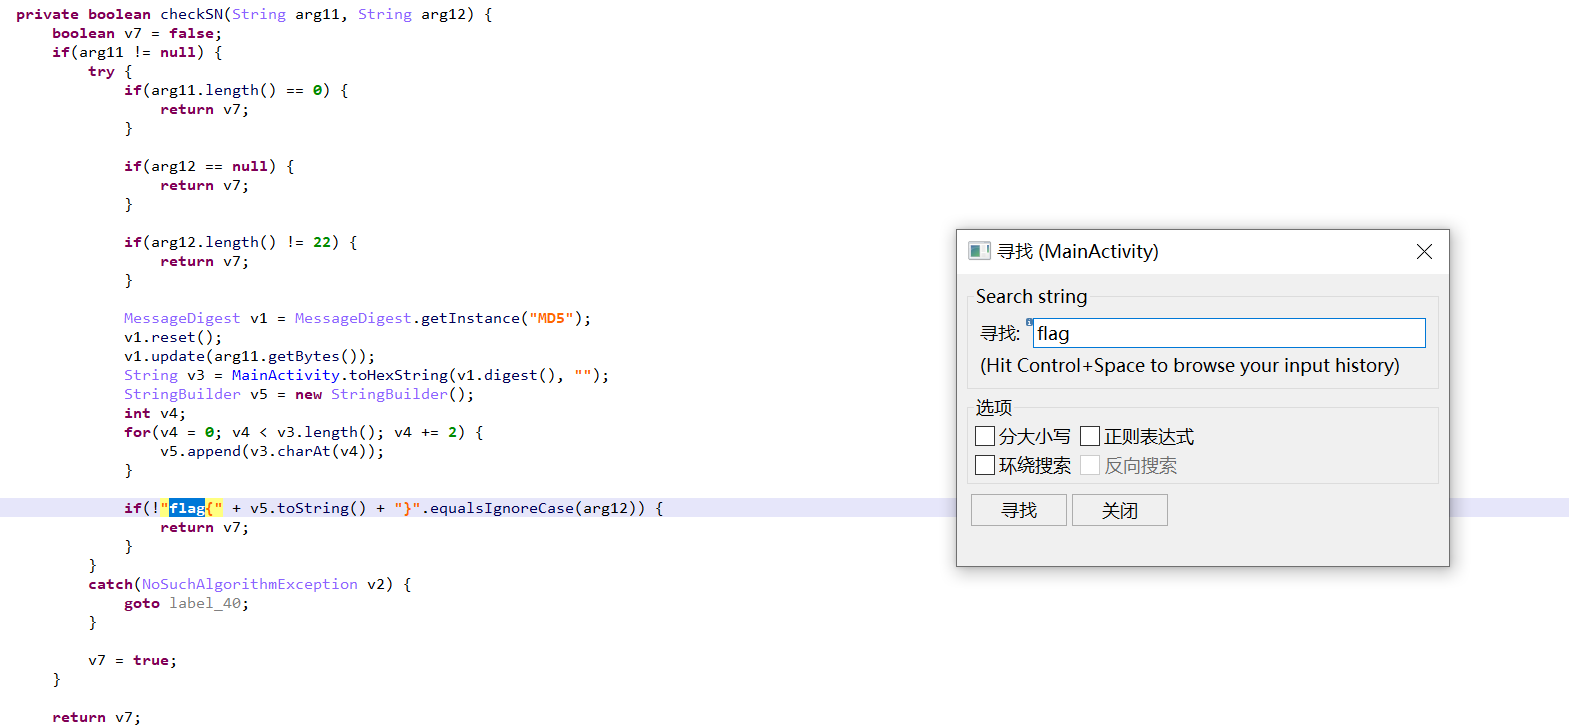 private boolean checkSN(String arg11, String arg12) {
boolean v7 = false;
if(arg11 != null) {
try {
if(arg11.length() == 0) {
return v7;
}
if(arg12 == null) {
return v7;
}
if(arg12.length() != 22) {
return v7;
}
MessageDigest v1 = MessageDigest.getInstance("MD5");
v1.reset();
v1.update(arg11.getBytes());
String v3 = MainActivity.toHexString(v1.digest(), "");
StringBuilder v5 = new StringBuilder();
int v4;
for(v4 = 0; v4 < v3.length(); v4 += 2) {
v5.append(v3.charAt(v4));
}
if(!"flag{" + v5.toString() + "}".equalsIgnoreCase(arg12)) {
return v7;
}
}
catch(NoSuchAlgorithmException v2) {
goto label_40;
}
v7 = true;
}
return v7;
寻找 (MainActivity)
Search string
寻找: flag
(Hit Control+Space to browse your input history)
选项
分大小写 正则表达式
环绕搜索 反向搜索
寻找 关闭